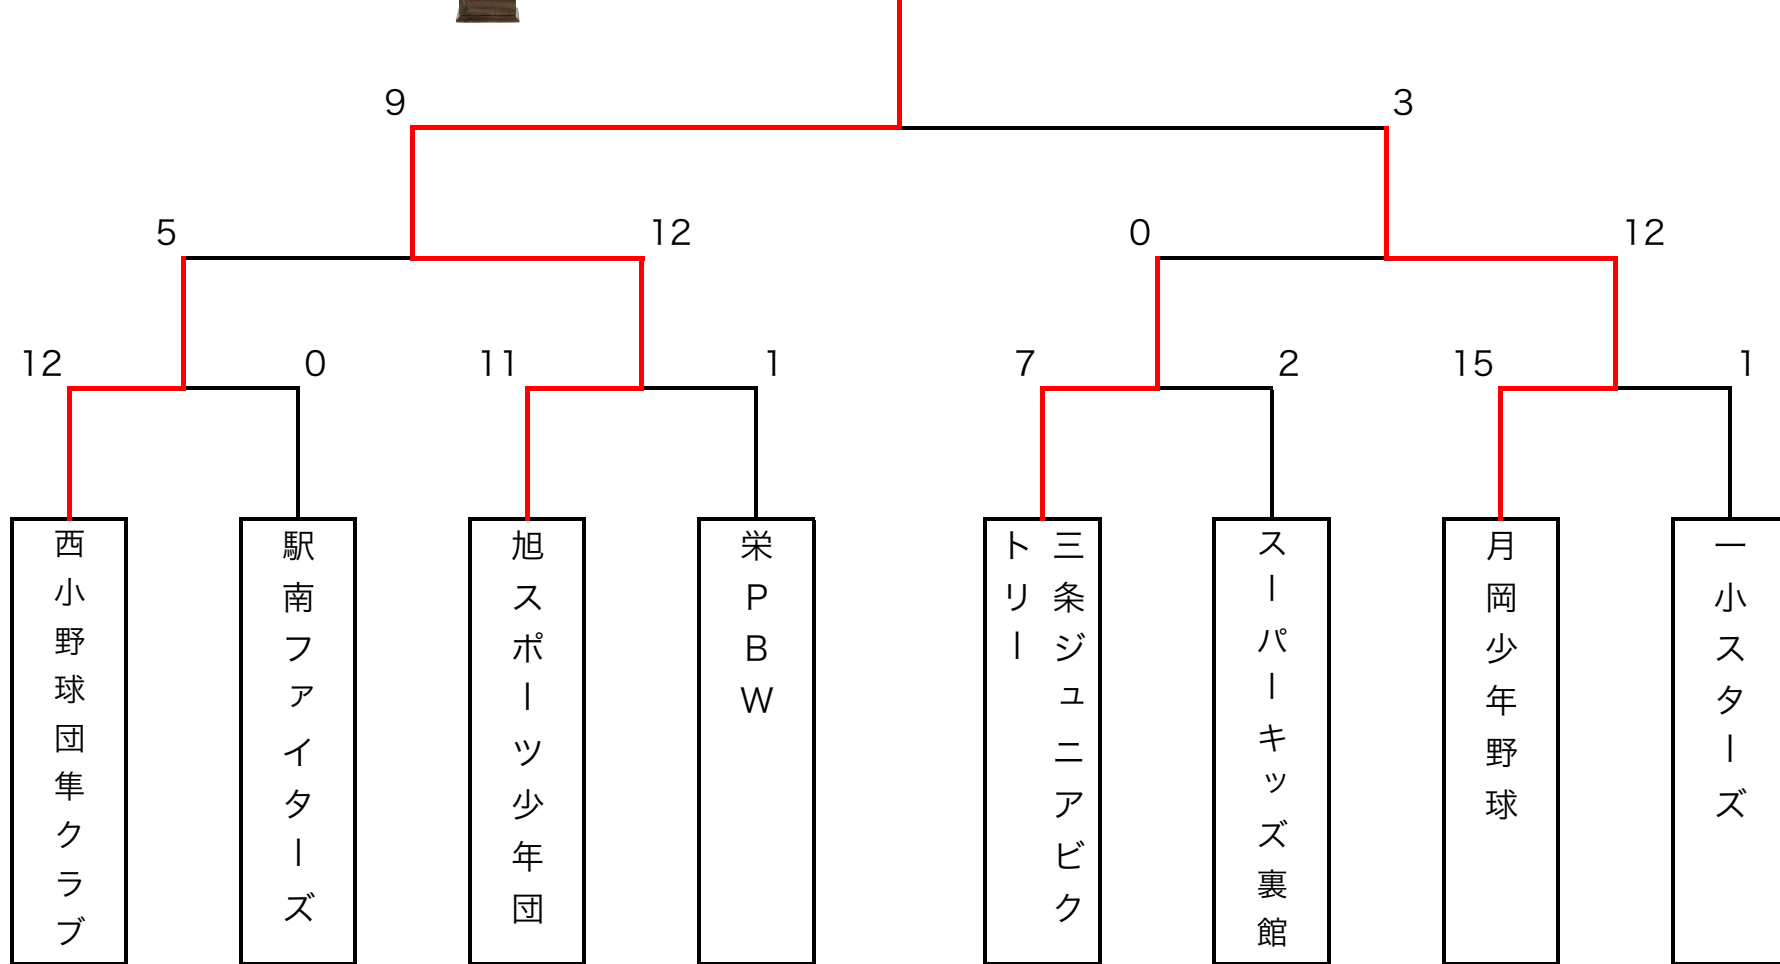 9
3
5
12
0
12
12
0
11
1
7
2
15
1
西小野球団隼クラブ
駅南ファイターズ
旭スポーツ少年団
栄PBW
三条ジュニアビク
トリー
スーパーキッズ裏館
月岡少年野球
一小スターズ